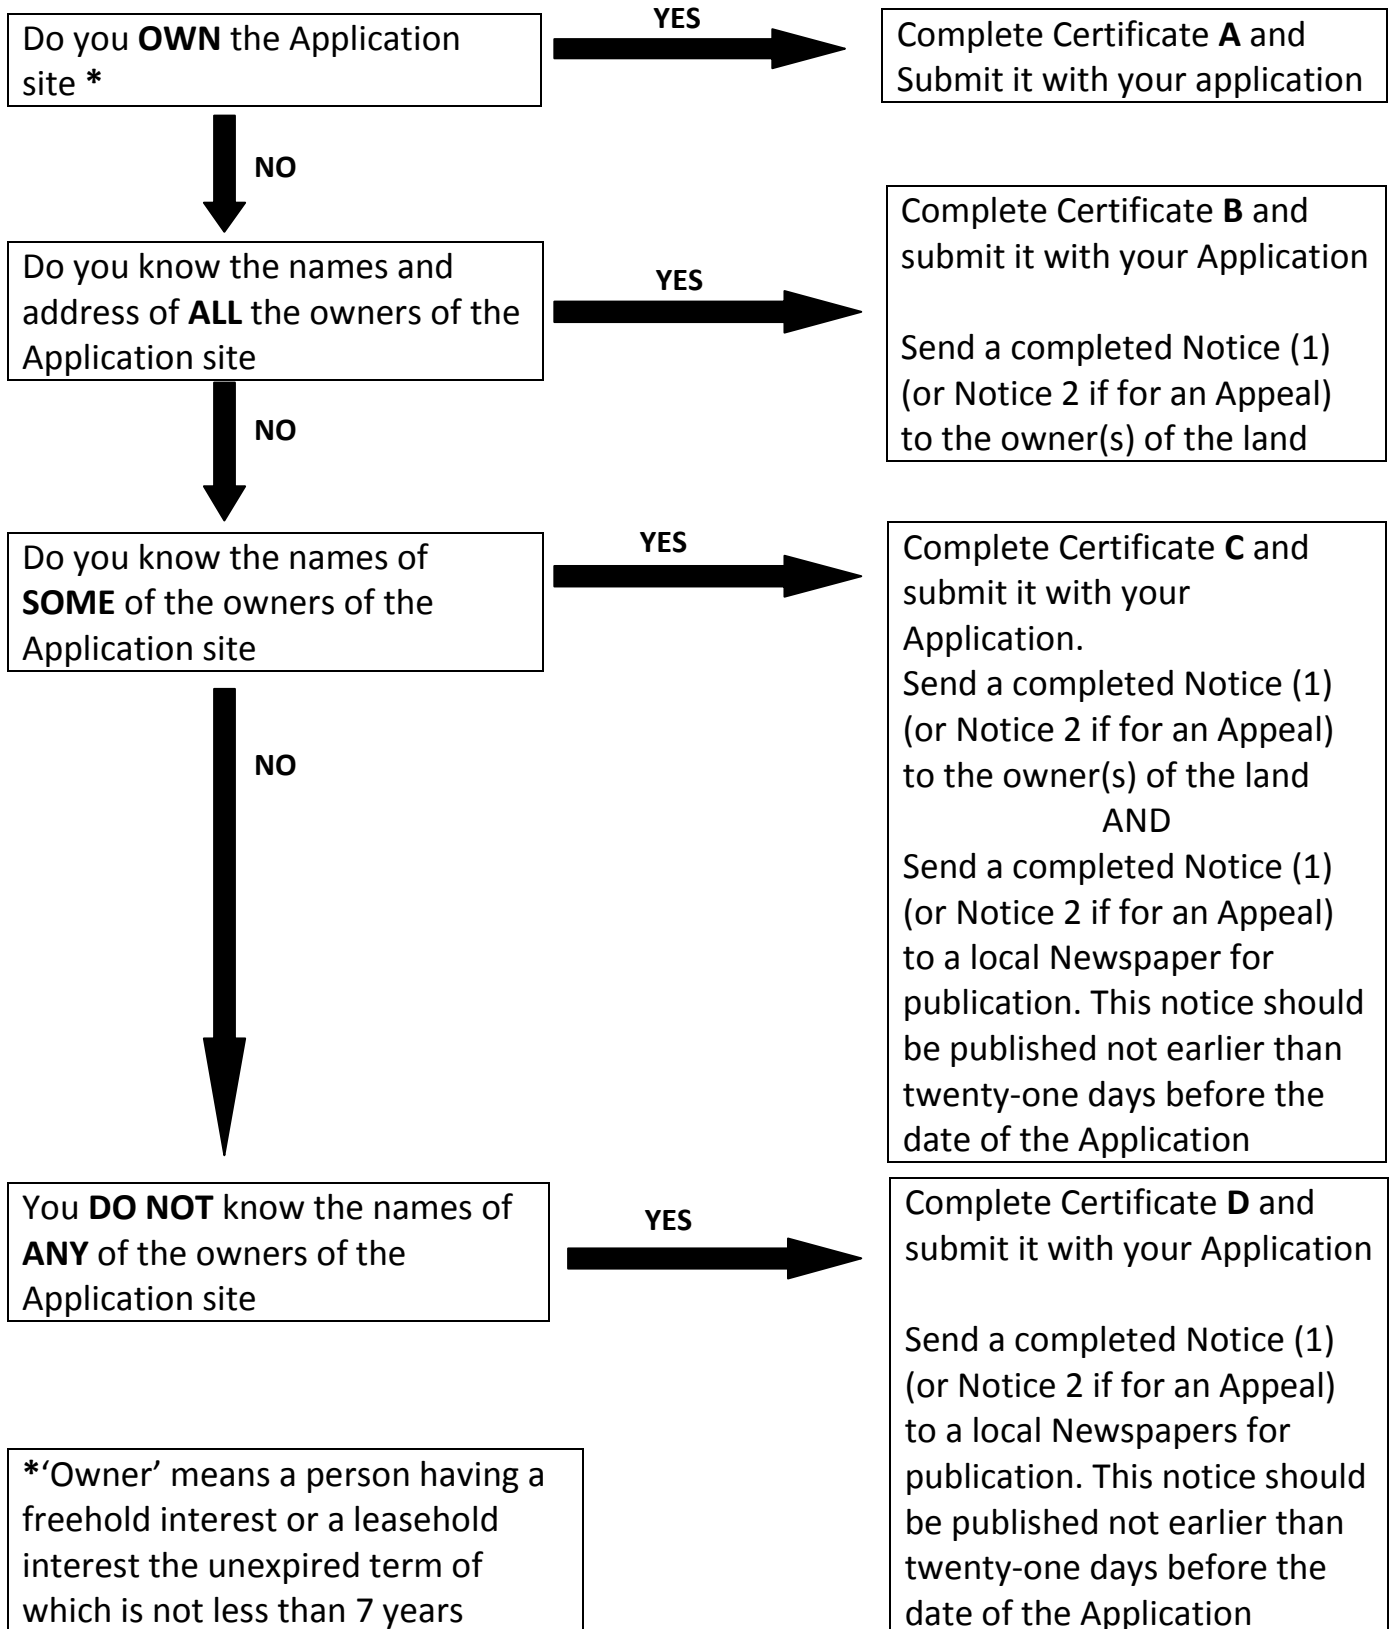 Do you OWN the Application
site *
YES
Complete Certificate A and
Submit it with your application
NO
Do you know the names and
address of ALL the owners of the
Application site
YES
Complete Certificate B and
submit it with your Application
Send a completed Notice (1)
(or Notice 2 if for an Appeal)
to the owner(s) of the land
NO
Do you know the names of
SOME of the owners of the
Application site
YES
Complete Certificate C and
submit it with your
Application.
Send a completed Notice (1)
(or Notice 2 if for an Appeal)
to the owner(s) of the land
AND
Send a completed Notice (1)
(or Notice 2 if for an Appeal)
to a local Newspaper for
publication. This notice should
be published not earlier than
twenty-one days before the
date of the Application
NO
You DO NOT know the names of
ANY of the owners of the
Application site
YES
Complete Certificate D and
submit it with your Application
Send a completed Notice (1)
(or Notice 2 if for an Appeal)
to a local Newspapers for
publication. This notice should
be published not earlier than
twenty-one days before the
date of the Application
*‘Owner’ means a person having a
freehold interest or a leasehold
interest the unexpired term of
which is not less than 7 years